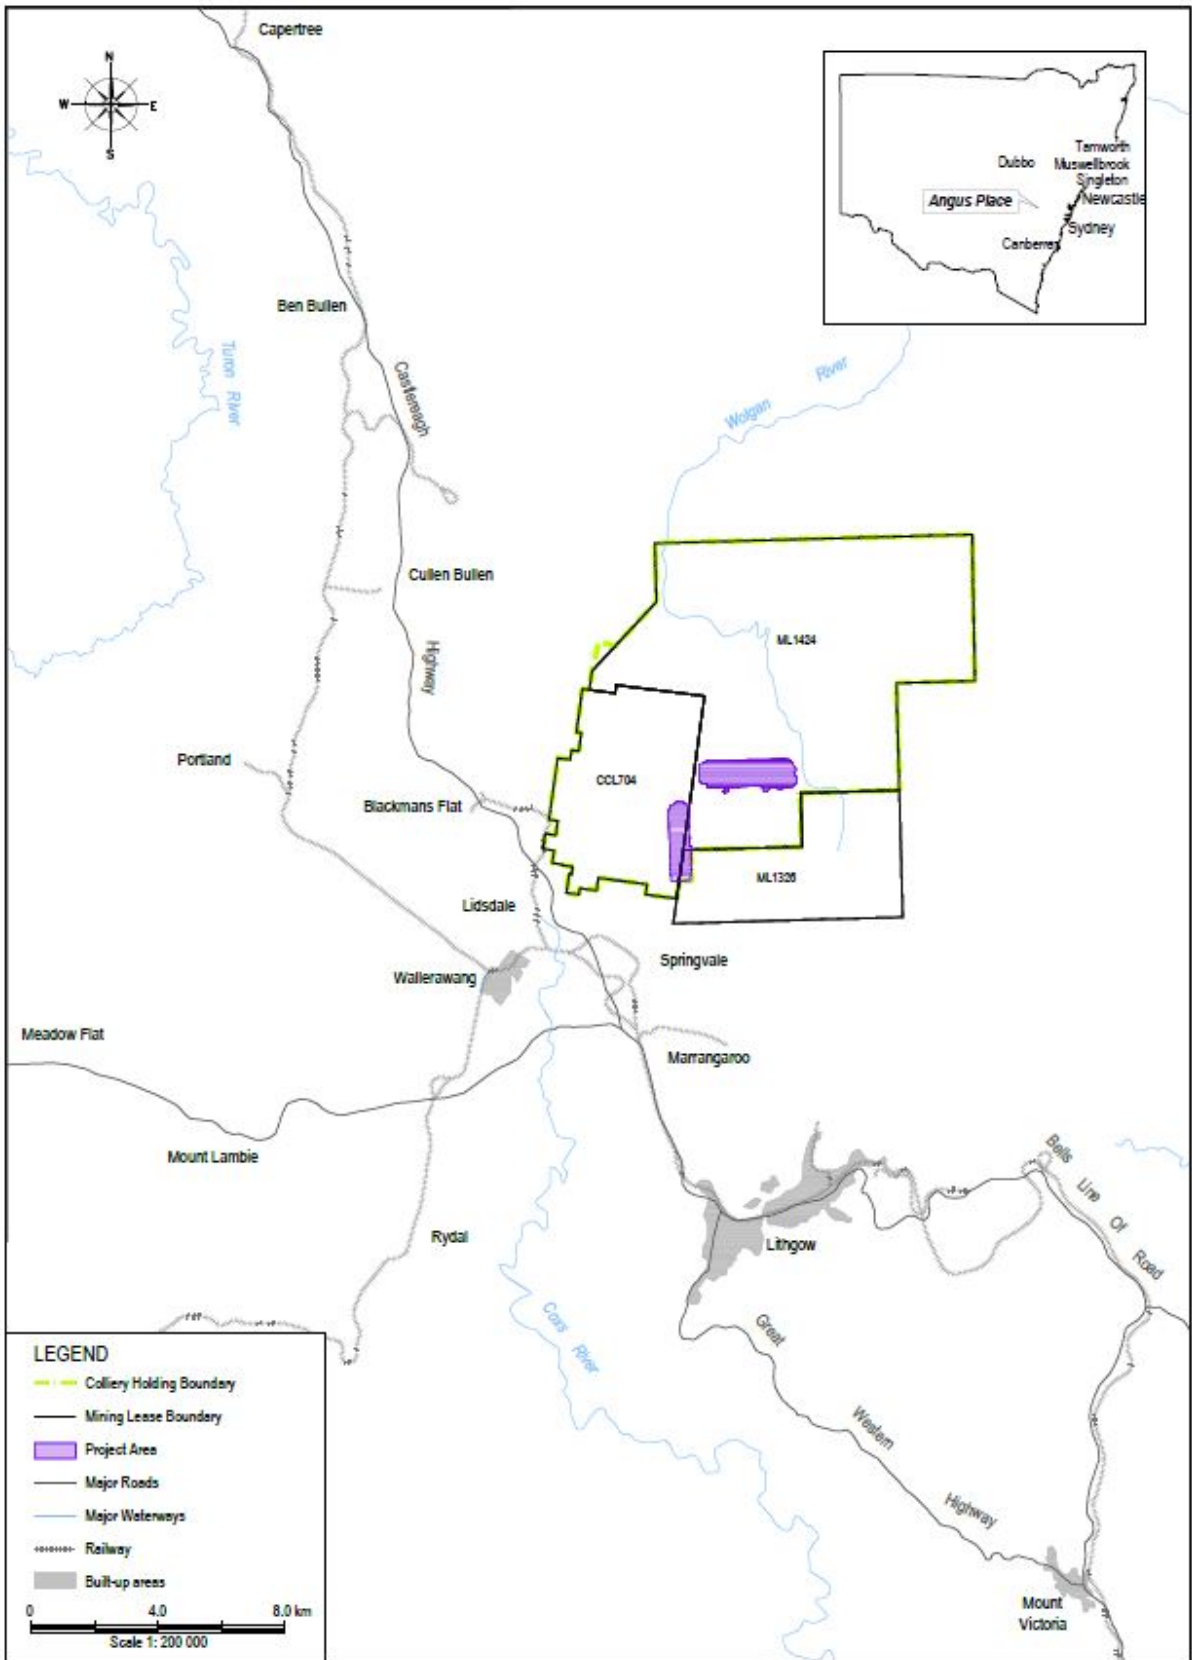 Capertree
N
W
E
S
Tamworth
Dubbo
Muswellbrook
Singleton
Angus Place
Newcastle
Sydney
Canberra
Ben Bullen
Turon River
Castlereagh
Wolgan River
Cullen Bullen
Highway
ML1424
Portland
CCL704
Blackmans Flat
ML1326
Lidsdale
Springvale
Wallerawang
Meadow Flat
Marrangaroo
Mount Lambie
Bells Line Of Road
Rydal
Lithgow
Coxs River
Great Western Highway
Mount
Victoria
LEGEND
Colliery Holding Boundary
Mining Lease Boundary
Project Area
Major Roads
Major Waterways
Railway
Built-up areas
0 4.0 8.0 km
Scale 1: 200 000